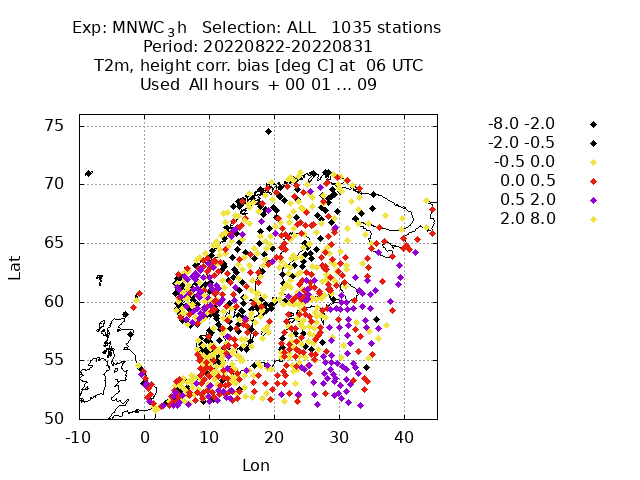 Exp: MNWC3h   Selection: ALL   1035 stations
Period: 20220822-20220831
T2m, height corr. bias [deg C] at  06 UTC
Used  All hours  + 00 01 ... 09
-8.0 -2.0
-2.0 -0.5
-0.5 0.0
0.0 0.5
0.5 2.0
2.0 8.0
75
70
65
60
55
50
Lat
-10 0 10 20 30 40
Lon